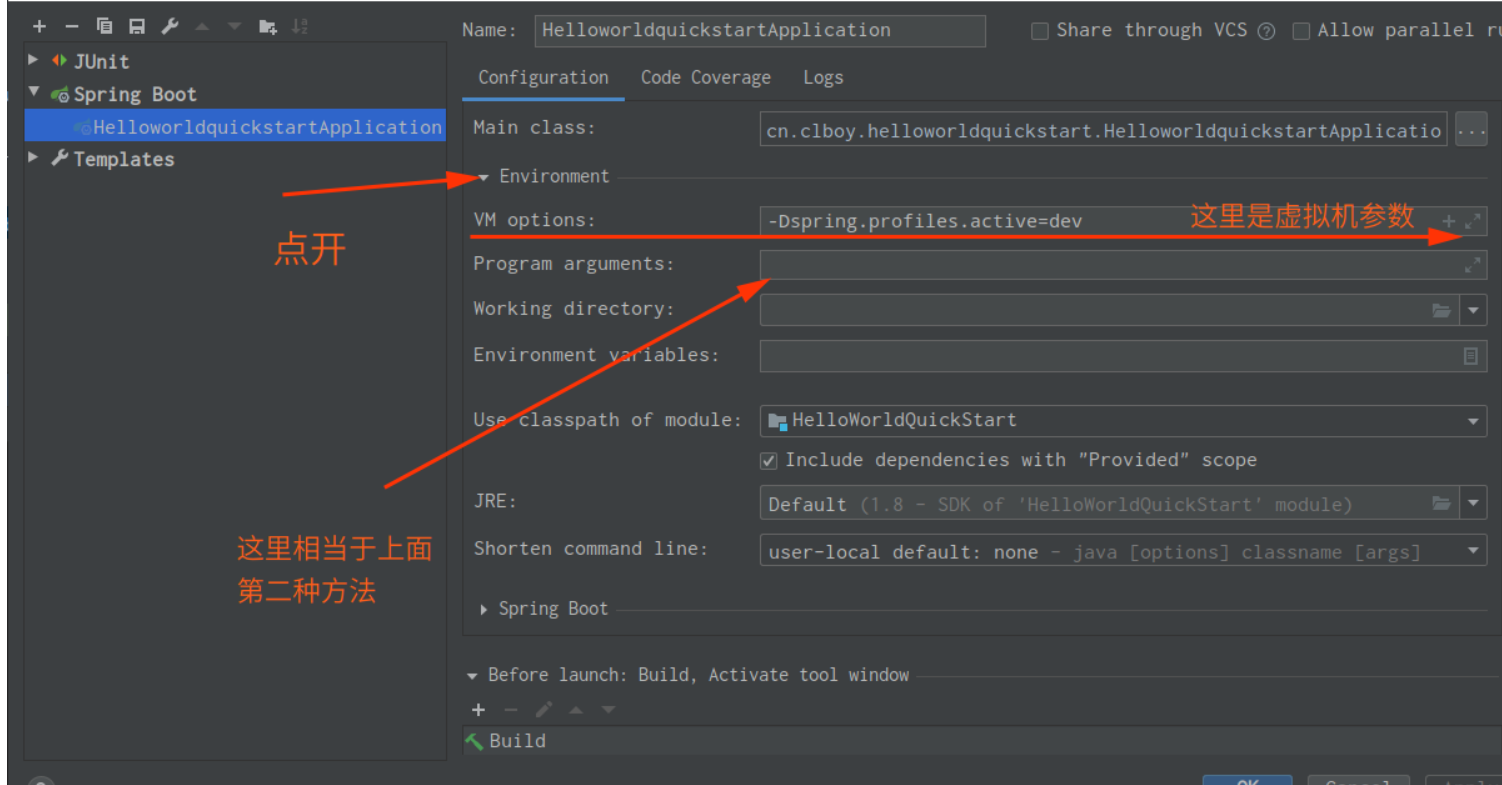 Name: HelloworldquickstartApplication Share through VCS Allow parallel ru
JUnit
Spring Boot
HelloworldquickstartApplication
Templates
Configuration Code Coverage Logs
Main class: cn.clboy.helloworldquickstart.HelloworldquickstartApplicatio ...
Environment
VM options: -Dspring.profiles.active=dev 这里是虚拟机参数
点开
Program arguments:
Working directory:
Environment variables:
Use classpath of module: HelloWorldQuickStart
Include dependencies with "Provided" scope
JRE: Default (1.8 - SDK of 'HelloWorldQuickStart' module)
这里相当于上面
第二种方法
Shorten command line: user-local default: none - java [options] classname [args]
Spring Boot
Before launch: Build, Activate tool window
Build
OK Cancel